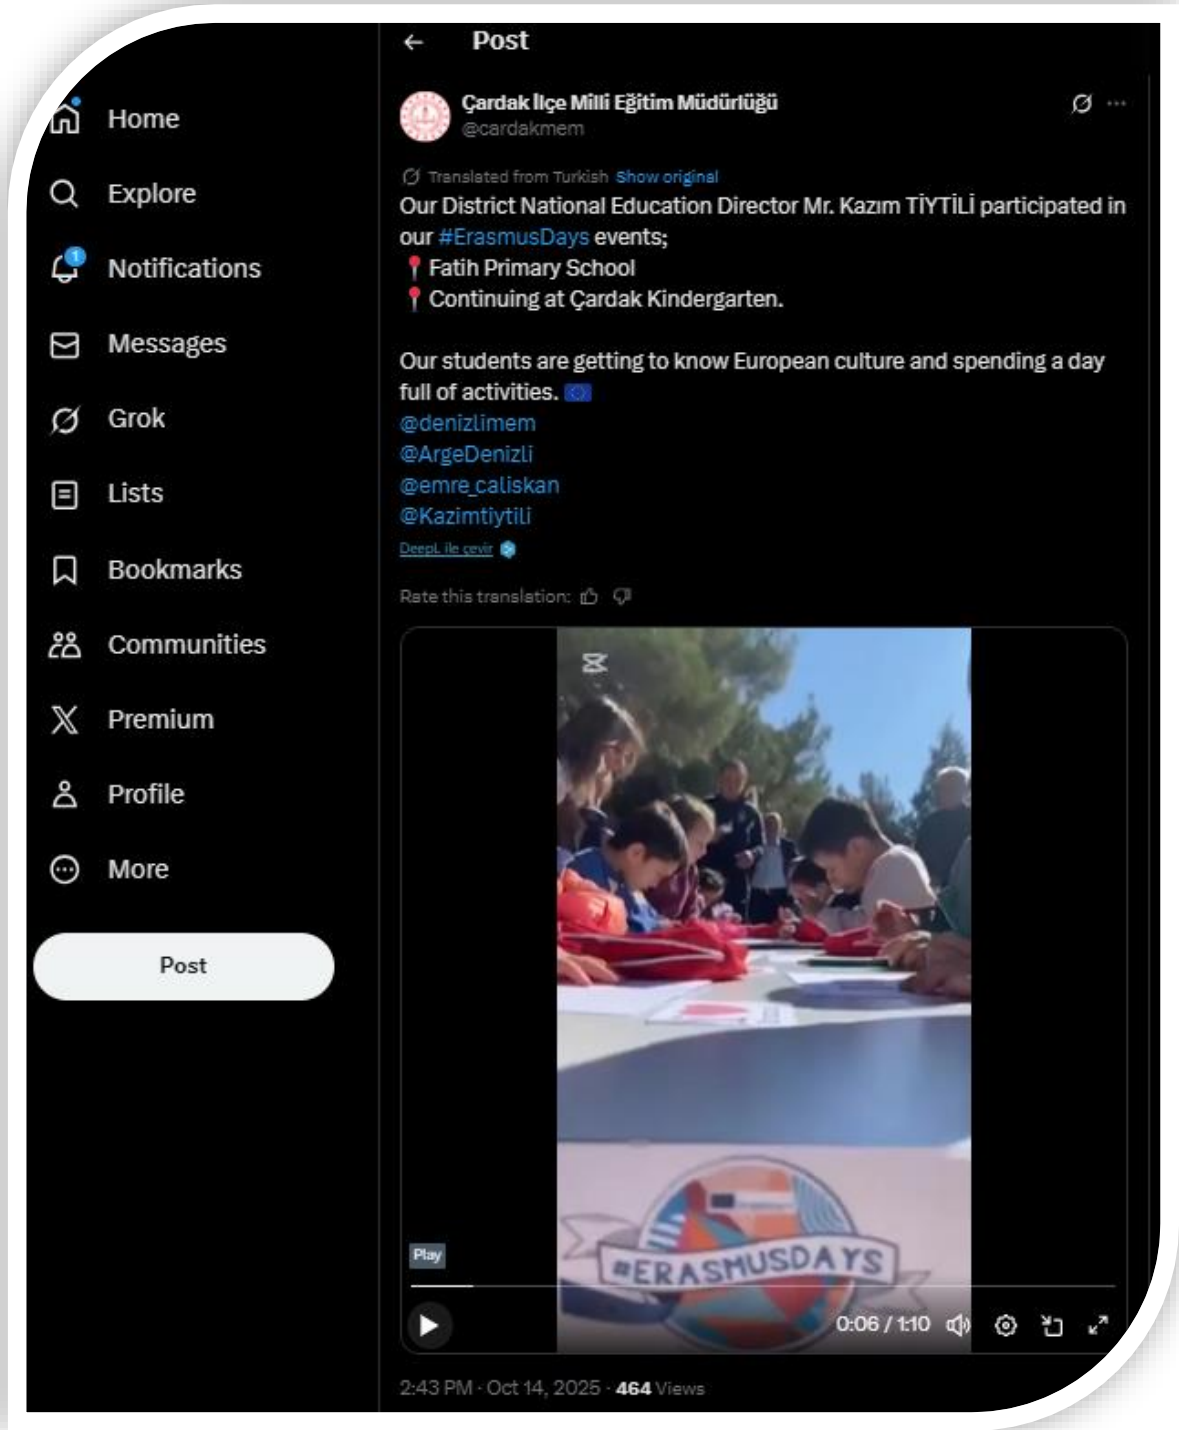 Post
Çardak İlçe Milli Eğitim Müdürlüğü
@cardakmem
Translated from Turkish Show original
Our District National Education Director Mr. Kazım TİYTİLİ participated in
our #ErasmusDays events;
📍 Fatih Primary School
📍 Continuing at Çardak Kindergarten.
Our students are getting to know European culture and spending a day
full of activities. 🇪🇺
@denizlimem
@ArgeDenizli
@emre_caliskan
@Kazimtiytili
DeepL ile çevir
Rate this translation:
#ERASMUSDAYS
Play
0:06 / 1:10
2:43 PM · Oct 14, 2025 · 464 Views
Home
Explore
1
Notifications
Messages
Grok
Lists
Bookmarks
Communities
Premium
Profile
More
Post